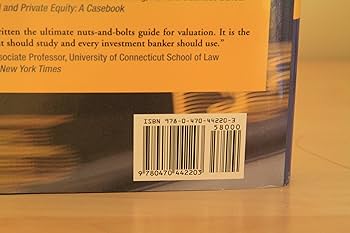 l and Private Equity: A Casebook
ritten the ultimate nuts-and-bolts guide for valuation. It is the
t should study and every investment banker should use."
ssociate Professor, University of Connecticut School of Law
New York Times
ISBN 978-0-470-44220-3
58000
9 780470 442203